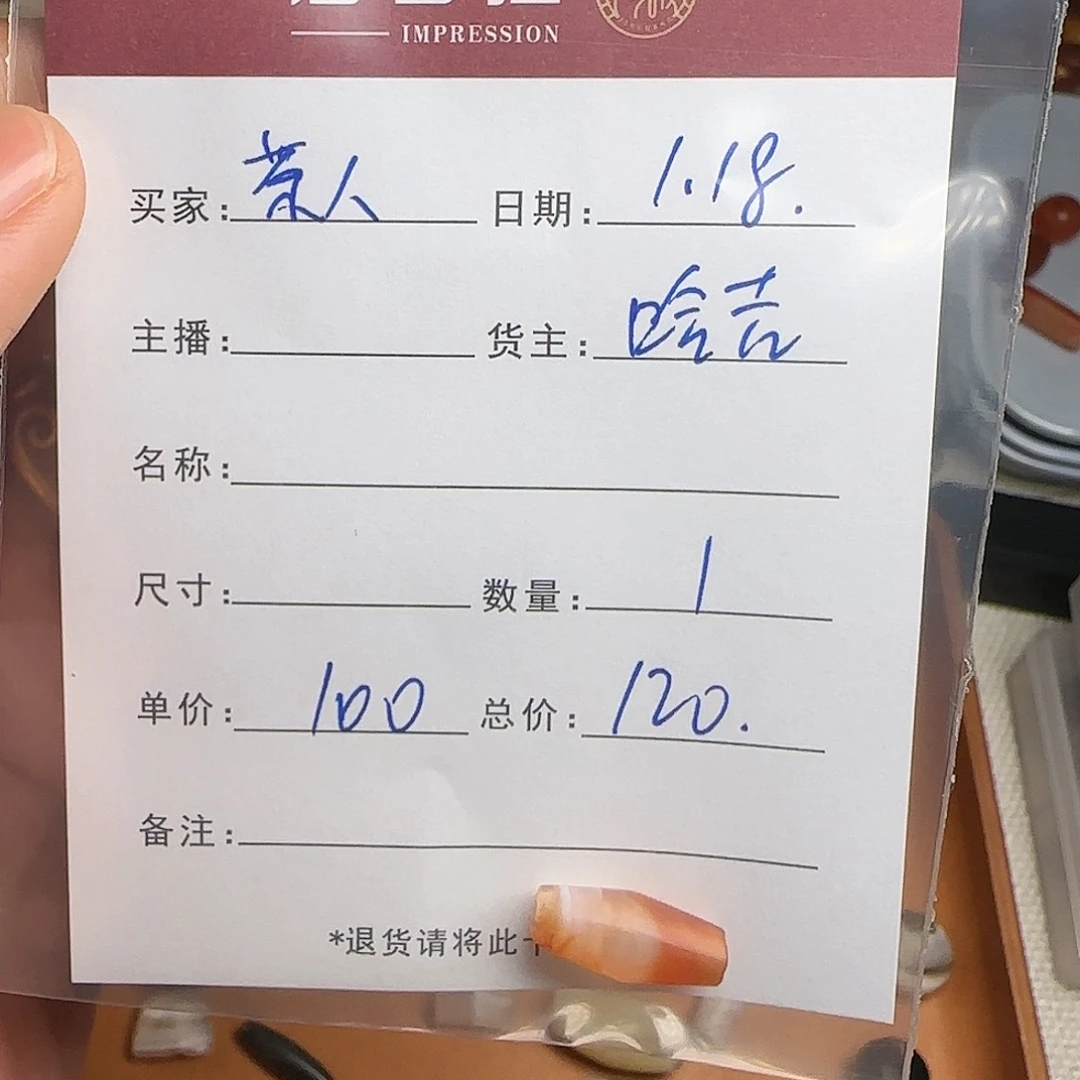 IMPRESSION
买家: 茶人 日期: 1.18.
主播: 货主: 哈吉
名称:
尺寸: 数量: 1
单价: 100 总价: 120.
备注:
*退货请将此